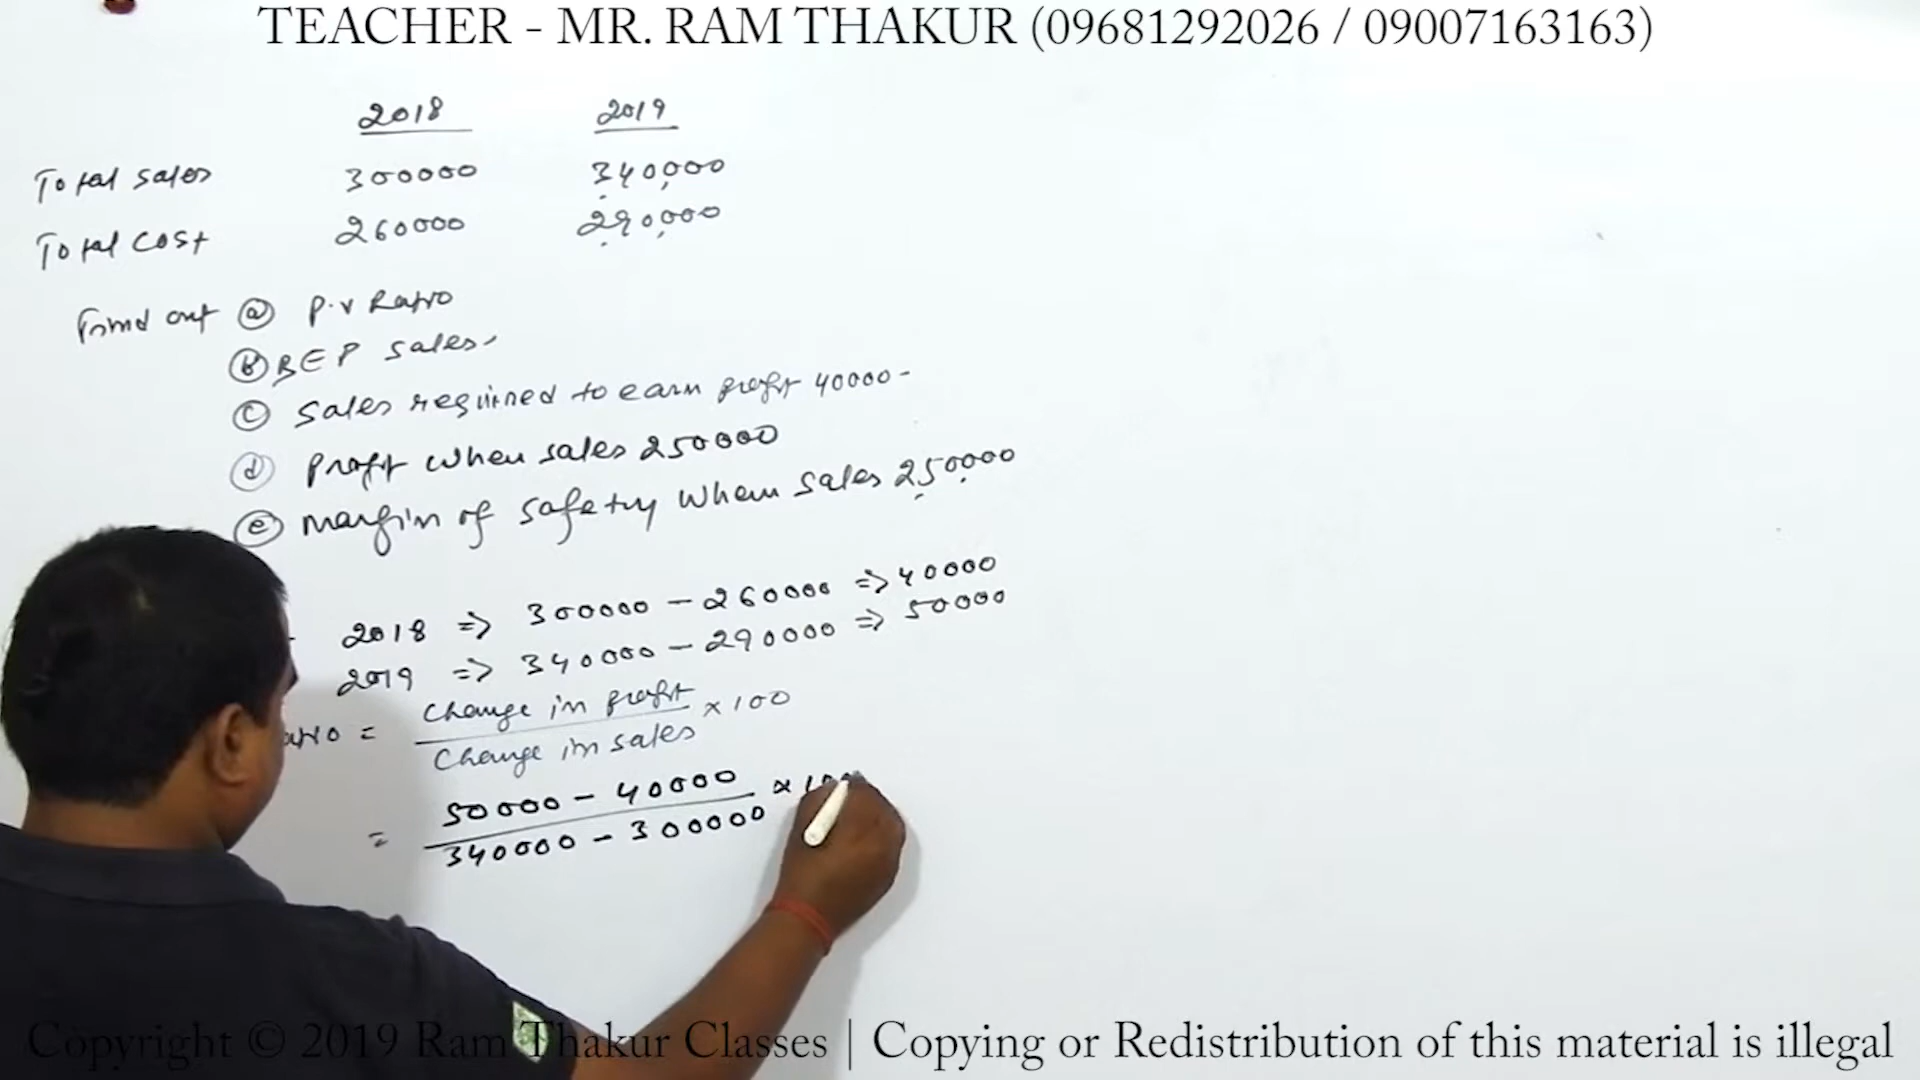 TEACHER - MR. RAM THAKUR (09681292026 / 09007163163)
2018 2019
Total sales 300000 340,000
Total cost 260000 290,000
Find out (a) P.V Ratio
(b) BEP sales
(c) Sales required to earn profit 40000 -
(d) Profit when sales 250000
(e) Margin of safety when sales 250000
2018 => 300000 - 260000 => 40000
2019 => 340000 - 290000 => 50000
= Change in profit / Change in sales × 100
= 50000 - 40000 / 340000 - 300000 × 100
Copyright © 2019 Ram Thakur Classes | Copying or Redistribution of this material is illegal